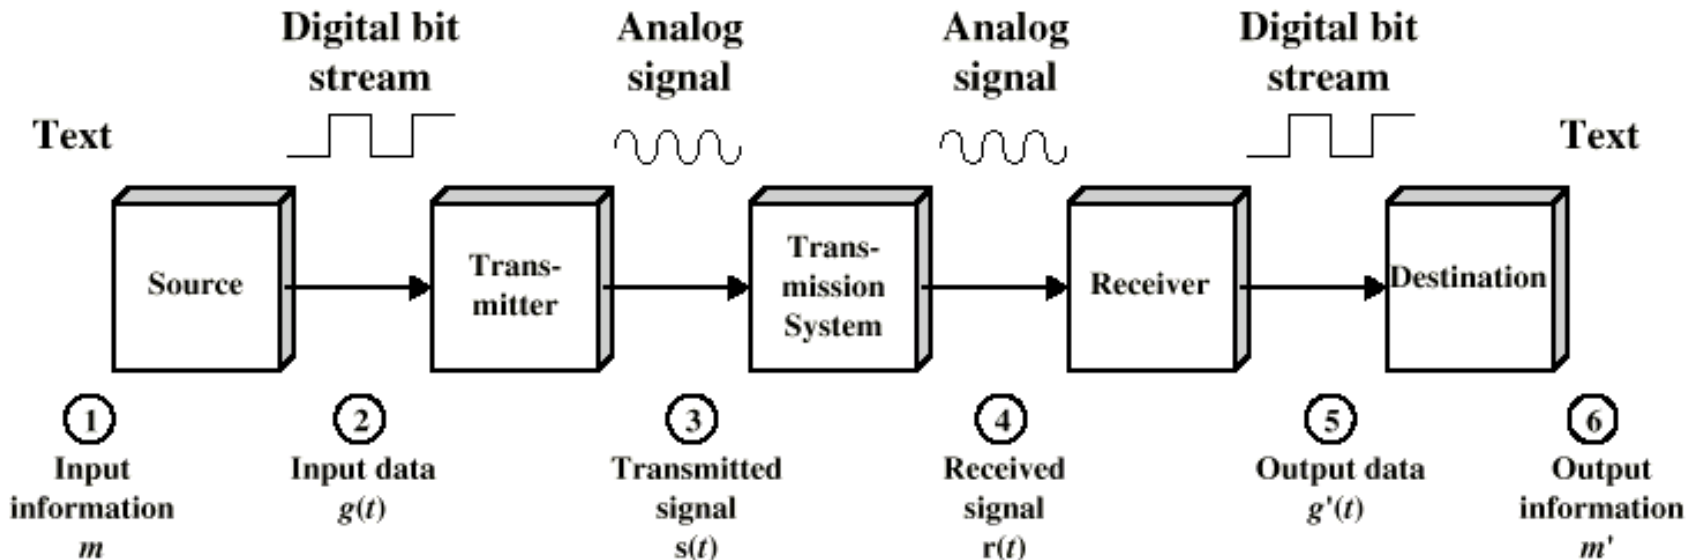 Digital bit
stream
Analog
signal
Analog
signal
Digital bit
stream
Text
Text
Source
Trans-
mitter
Trans-
mission
System
Receiver
Destination
1
Input
information
m
2
Input data
g(t)
3
Transmitted
signal
s(t)
4
Received
signal
r(t)
5
Output data
g'(t)
6
Output
information
m'